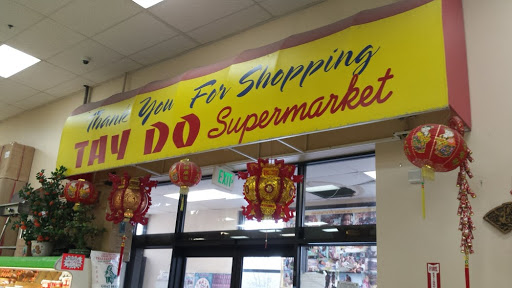 Thank You For Shopping
TAY DO Supermarket
EXIT